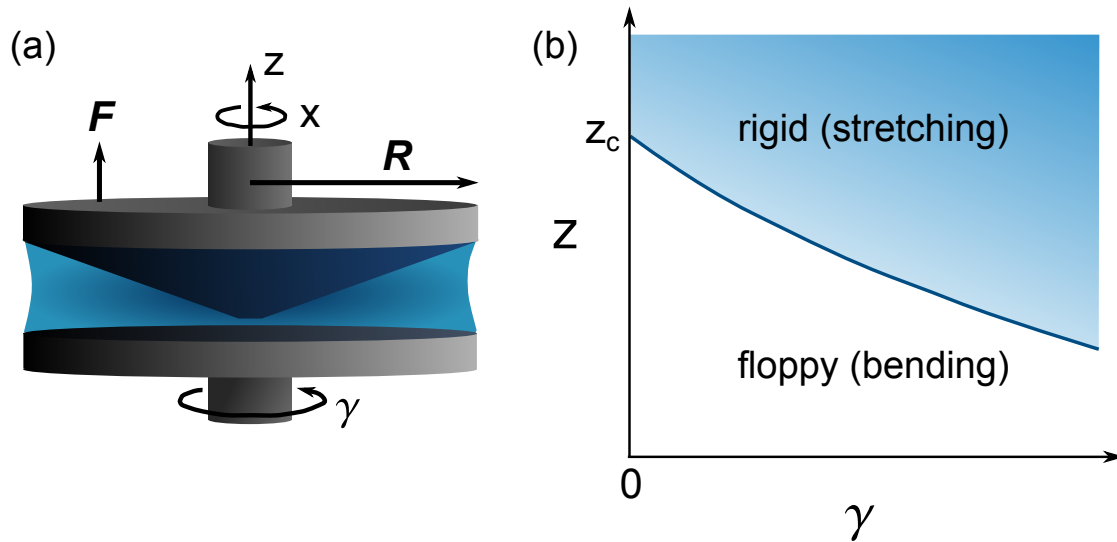 (a)
z
x
F
R
γ
(b)
z_c
rigid (stretching)
z
floppy (bending)
0
γ